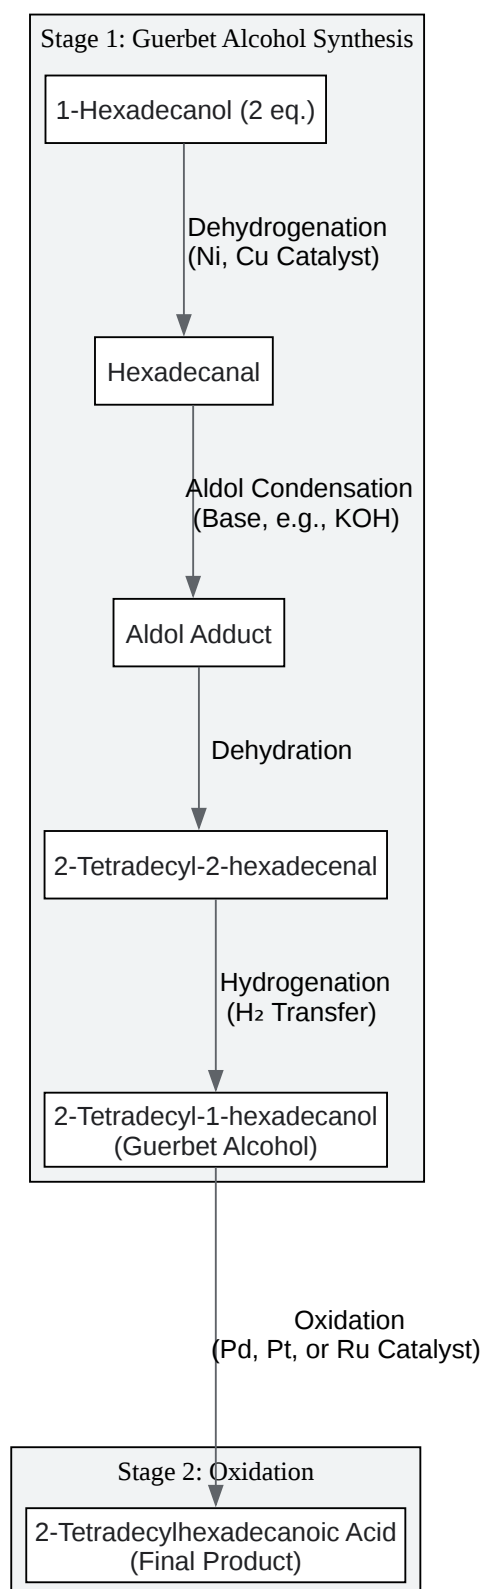 Stage 1: Guerbet Alcohol Synthesis
1-Hexadecanol (2 eq.)
Dehydrogenation
(Ni, Cu Catalyst)
Hexadecanal
Aldol Condensation
(Base, e.g., KOH)
Aldol Adduct
Dehydration
2-Tetradecyl-2-hexadecenal
Hydrogenation
(H₂ Transfer)
2-Tetradecyl-1-hexadecanol
(Guerbet Alcohol)
Oxidation
(Pd, Pt, or Ru Catalyst)
Stage 2: Oxidation
2-Tetradecylhexadecanoic Acid
(Final Product)